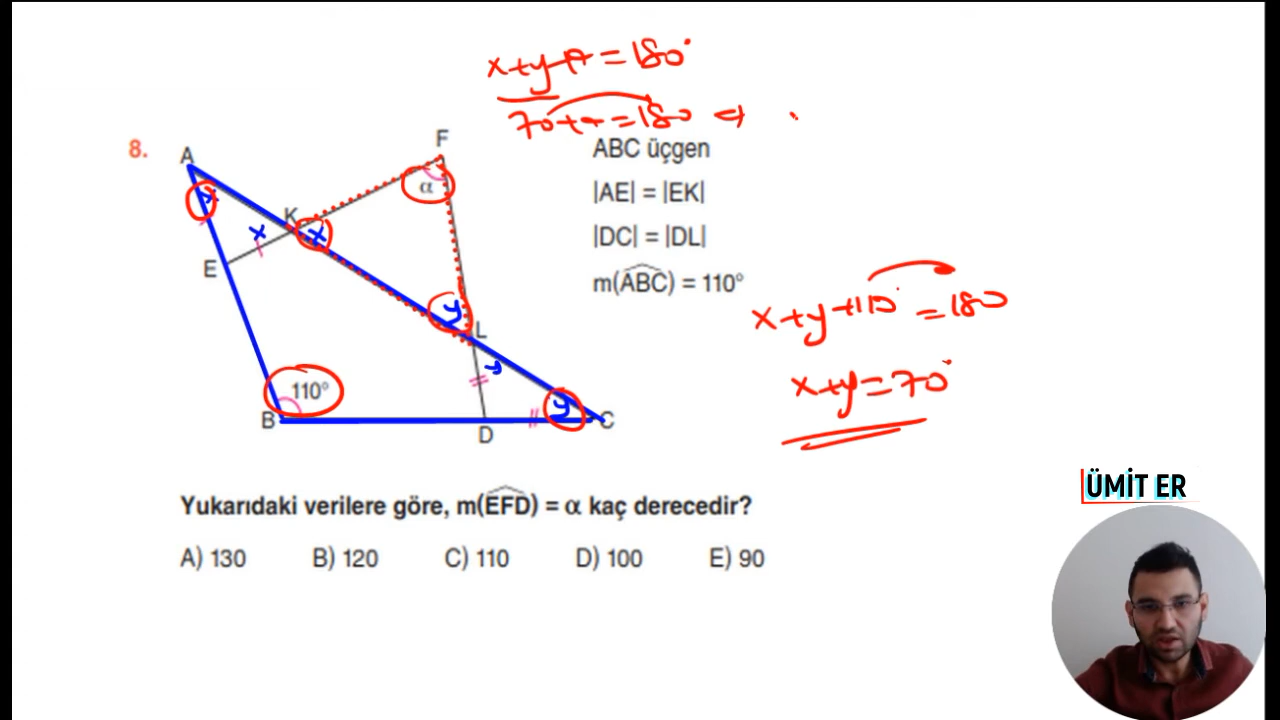 x+y+α=180°
70+α=180 ⇒
8.
A
F
K
α
x
x
x
E
y
L
y
110°
y
B
D
C
ABC üçgen
|AE| = |EK|
|DC| = |DL|
m(ABC) = 110°
x+y+110°=180
x+y=70°
Yukarıdaki verilere göre, m(EFD) = α kaç derecedir?
A) 130 B) 120 C) 110 D) 100 E) 90
ÜMİT ER